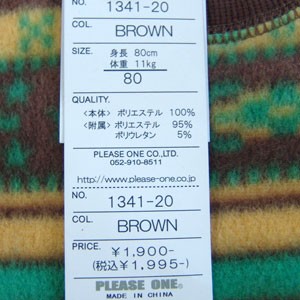 NO. 1341-20
COL. BROWN
SIZE. 身長 80cm
体重 11kg
80
QUALITY.
<本体> ポリエステル 100%
<附属> ポリエステル 95%
ポリウレタン 5%
PLEASE ONE CO.,LTD.
052-910-8511
http://www.please-one.co.jp
NO. 1341-20
COL. BROWN
PRICE. ¥1,900-
(税込¥1,995-)
PLEASE ONE®
MADE IN CHINA